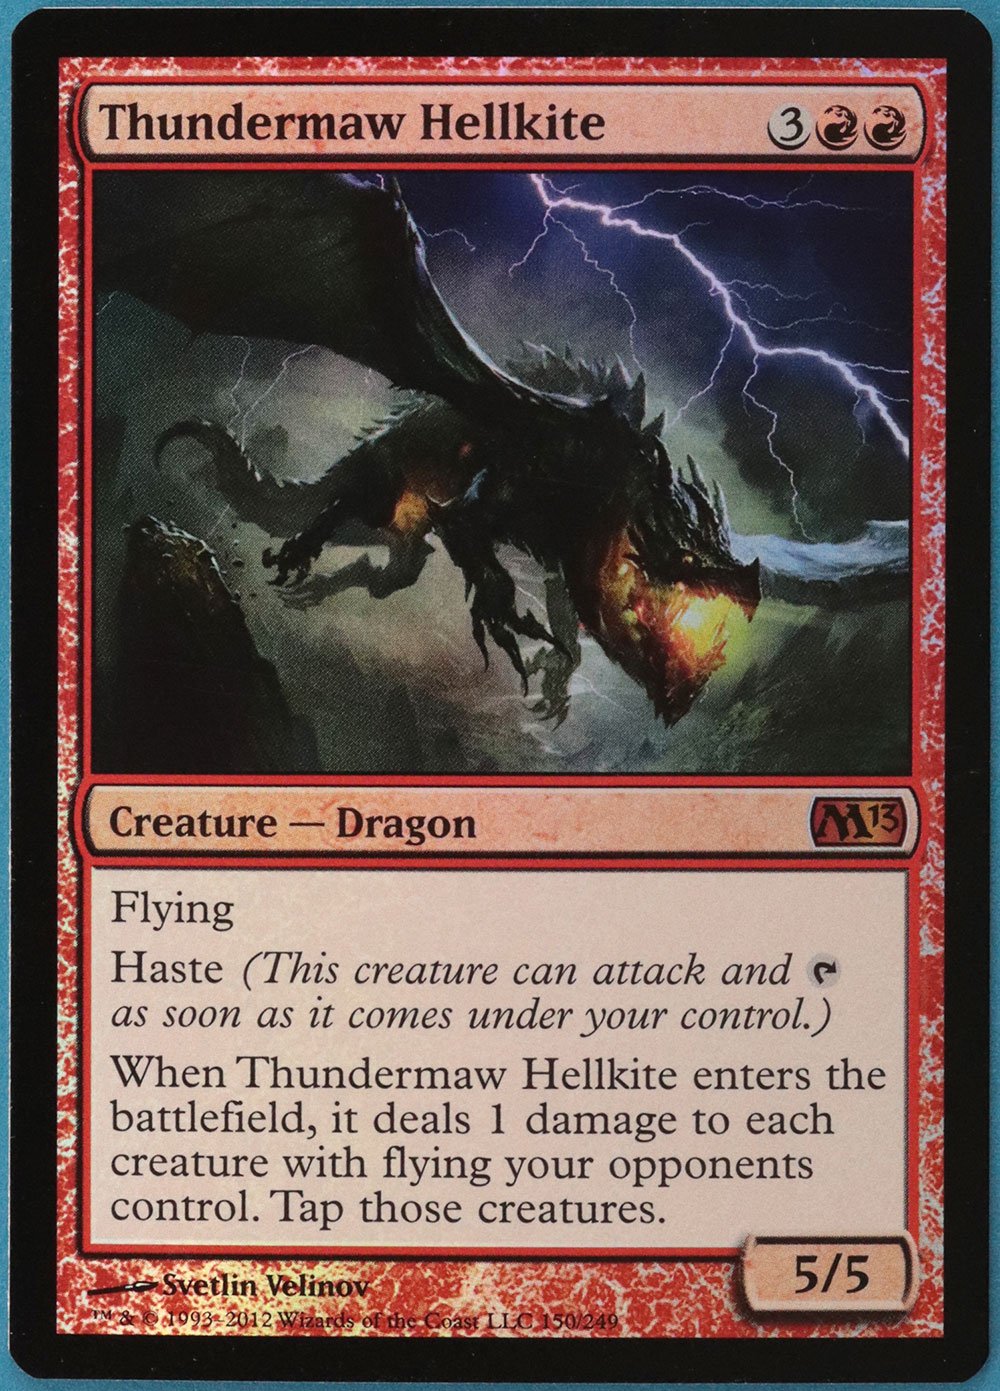 Thundermaw Hellkite 3
Creature — Dragon M13
Flying
Haste (This creature can attack and
as soon as it comes under your control.)
When Thundermaw Hellkite enters the
battlefield, it deals 1 damage to each
creature with flying your opponents
control. Tap those creatures.
5/5
Svetlin Velinov
™ & © 1993–2012 Wizards of the Coast LLC 150/249